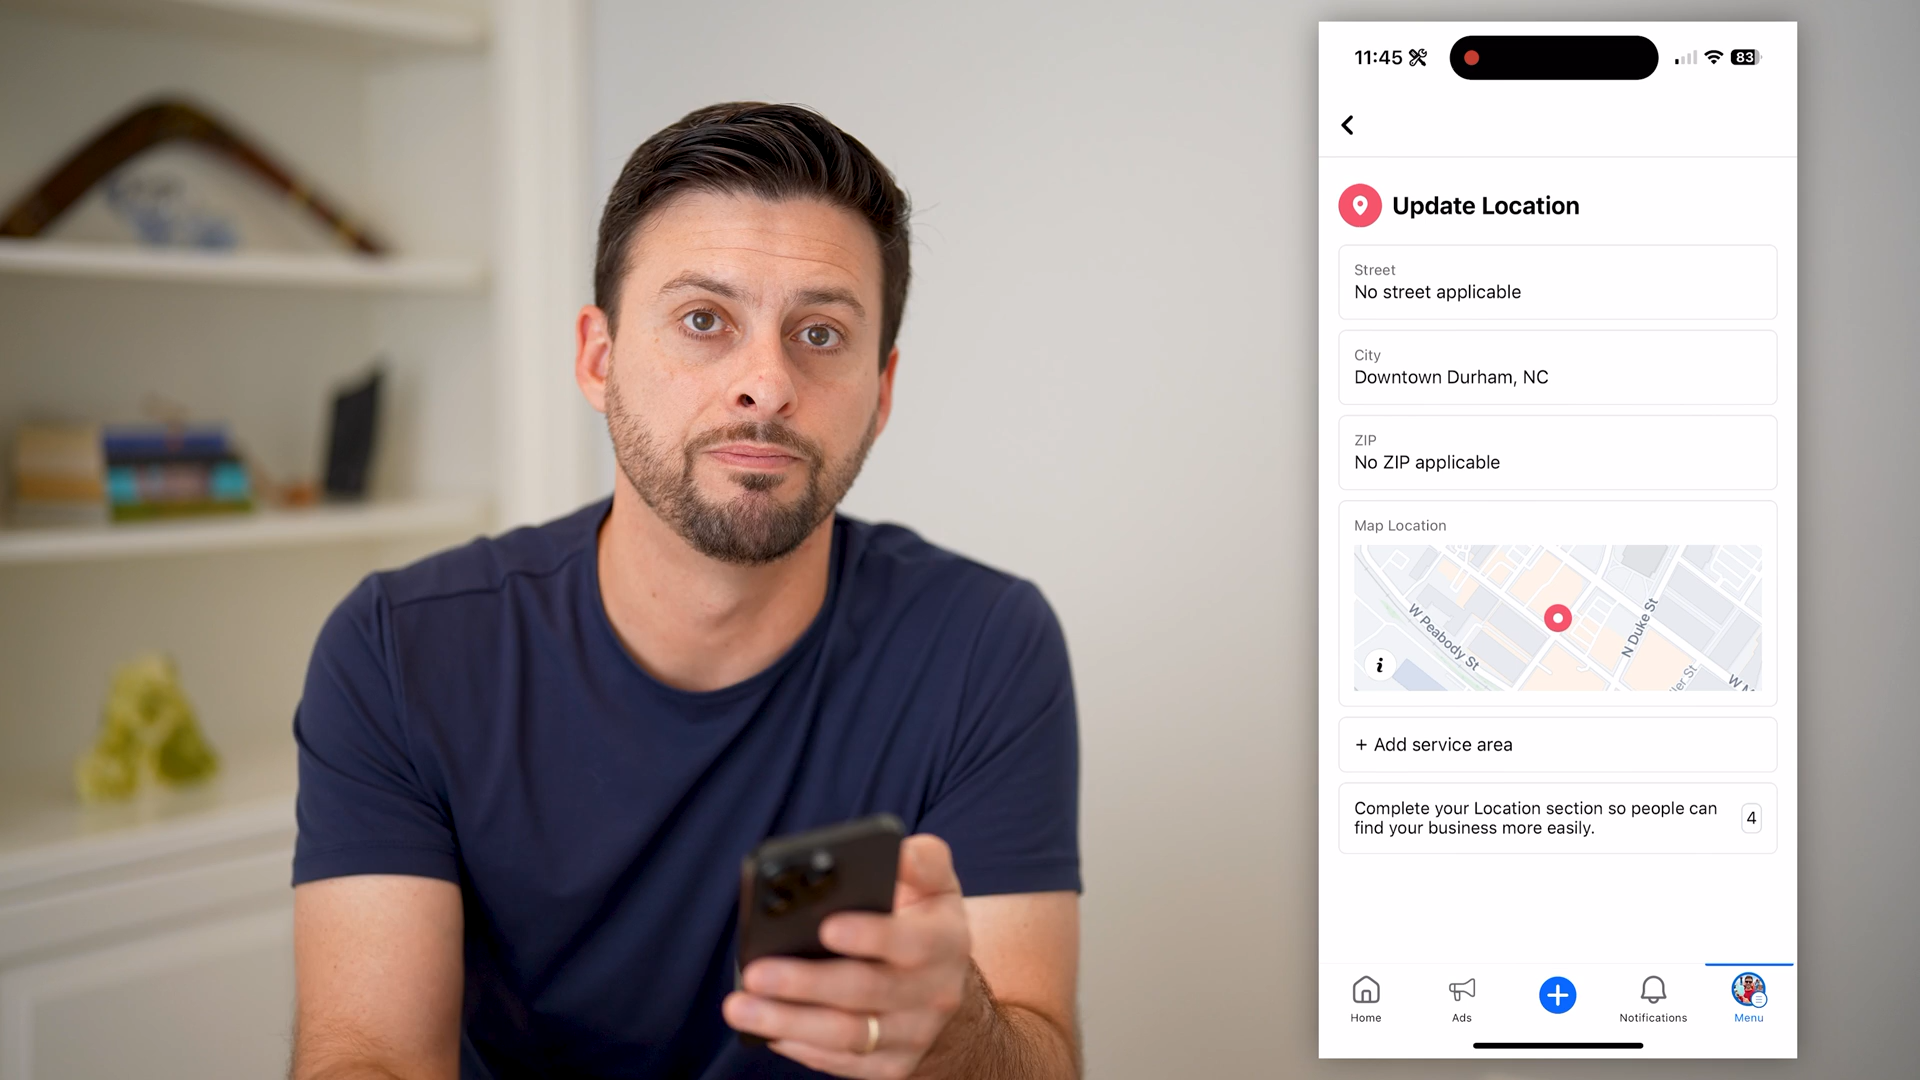 11:45
83
Update Location
Street
No street applicable
City
Downtown Durham, NC
ZIP
No ZIP applicable
Map Location
W Peabody St
N Duke St
+ Add service area
Complete your Location section so people can
find your business more easily.
4
Home
Ads
Notifications
Menu